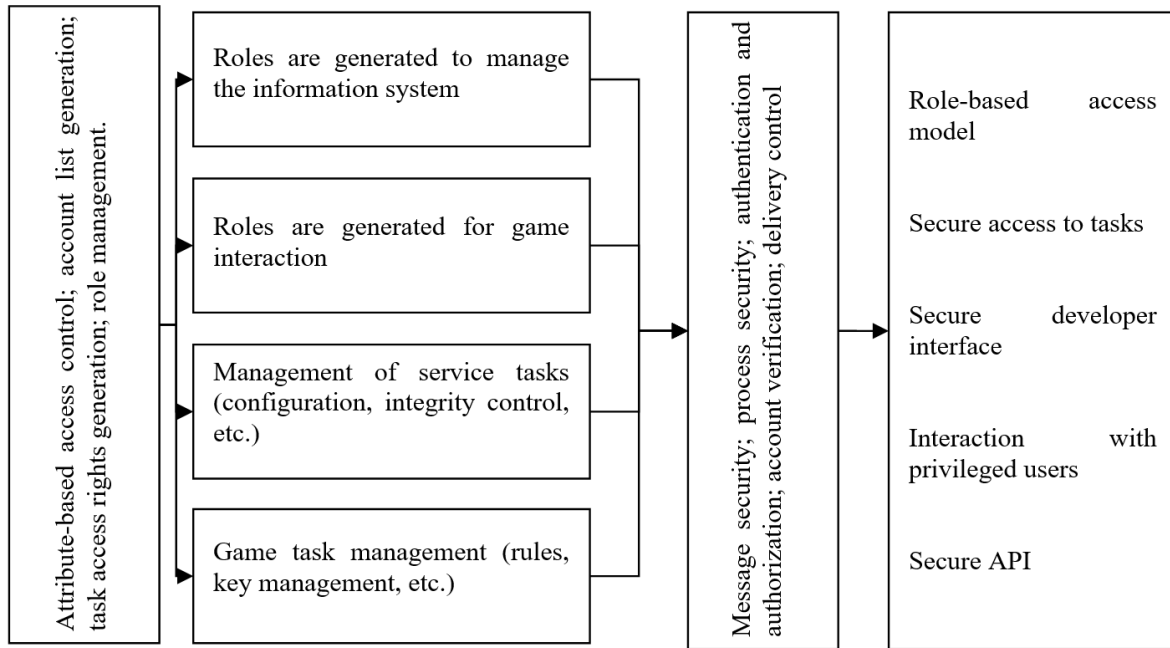 Attribute-based access control; account list generation;
task access rights generation; role management.
Roles are generated to manage
the information system
Roles are generated for game
interaction
Management of service tasks
(configuration, integrity control,
etc.)
Game task management (rules,
key management, etc.)
Message security; process security; authentication and
authorization; account verification; delivery control
Role-based access
model
Secure access to tasks
Secure developer
interface
Interaction with
privileged users
Secure API